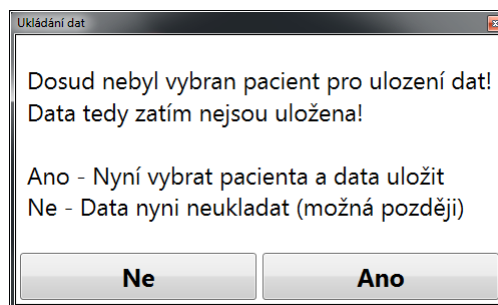 Ukládání dat
Dosud nebyl vybran pacient pro ulození dat!
Data tedy zatím nejsou uložena!
Ano - Nyní vybrat pacienta a data uložit
Ne - Data nyni neukladat (možná později)
Ne
Ano